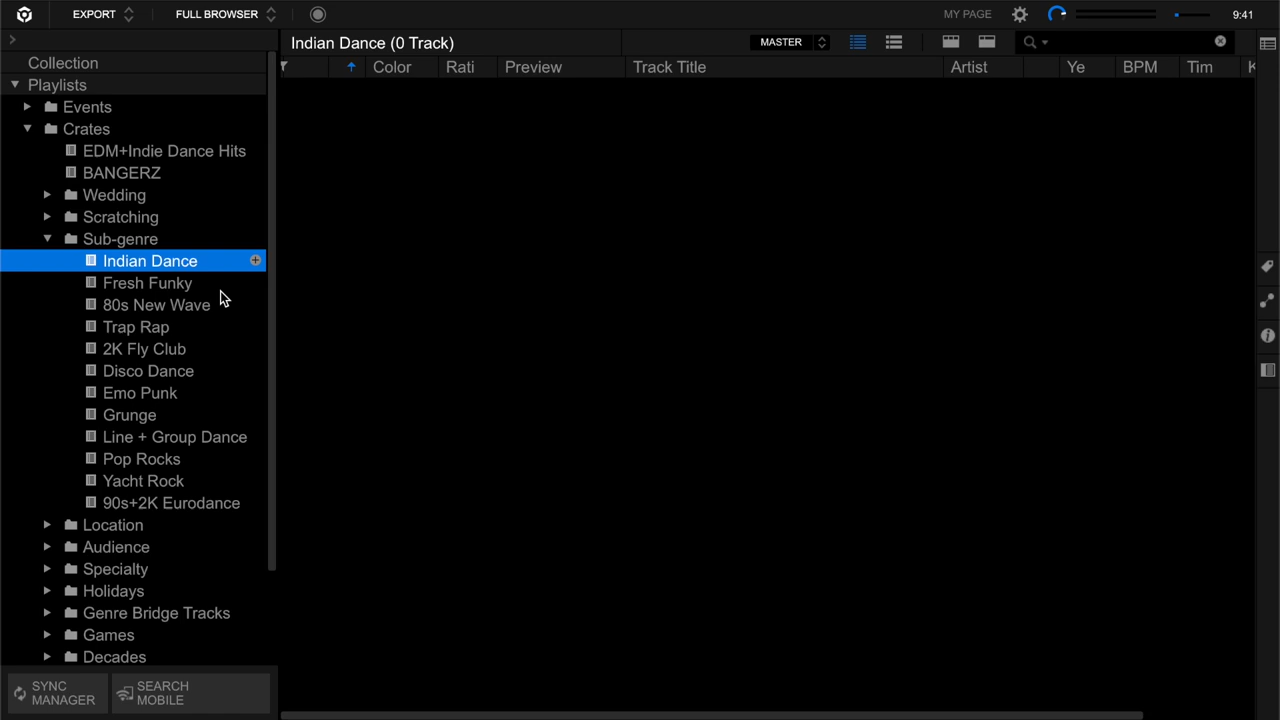 EXPORT
FULL BROWSER
MY PAGE
9:41
Indian Dance (0 Track)
MASTER
Color
Rati
Preview
Track Title
Artist
Ye
BPM
Tim
K
Collection
Playlists
Events
Crates
EDM+Indie Dance Hits
BANGERZ
Wedding
Scratching
Sub-genre
Indian Dance
Fresh Funky
80s New Wave
Trap Rap
2K Fly Club
Disco Dance
Emo Punk
Grunge
Line + Group Dance
Pop Rocks
Yacht Rock
90s+2K Eurodance
Location
Audience
Specialty
Holidays
Genre Bridge Tracks
Games
Decades
SYNC
MANAGER
SEARCH
MOBILE